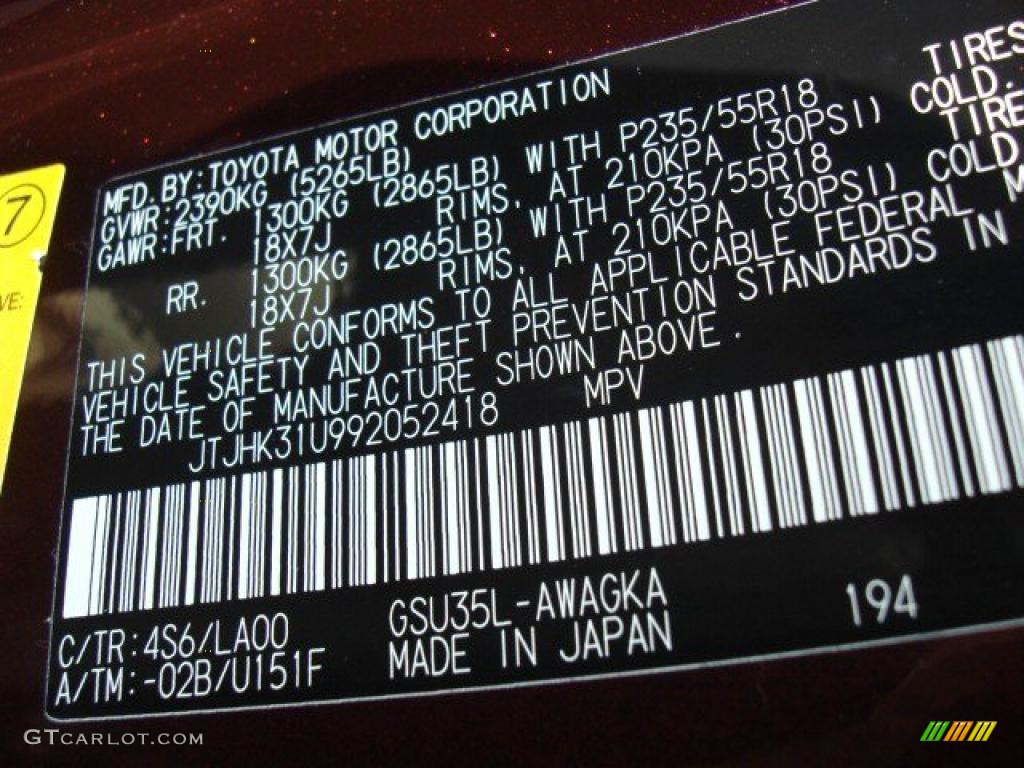 MFD. BY: TOYOTA MOTOR CORPORATION
GVWR: 2390KG (5265LB)
GAWR: FRT. 1300KG (2865LB) WITH P235/55R18 TIRES
18X7J RIMS, AT 210KPA (30PSI) COLD.
RR. 1300KG (2865LB) WITH P235/55R18 TIRE
18X7J RIMS, AT 210KPA (30PSI) COLD
THIS VEHICLE CONFORMS TO ALL APPLICABLE FEDERAL M
VEHICLE SAFETY AND THEFT PREVENTION STANDARDS IN
THE DATE OF MANUFACTURE SHOWN ABOVE.
JTJHK31U992052418 MPV
C/TR: 4S6/LA00 GSU35L-AWAGKA 194
A/TM: -02B/U151F MADE IN JAPAN
7
VE:
GTCARLOT.COM